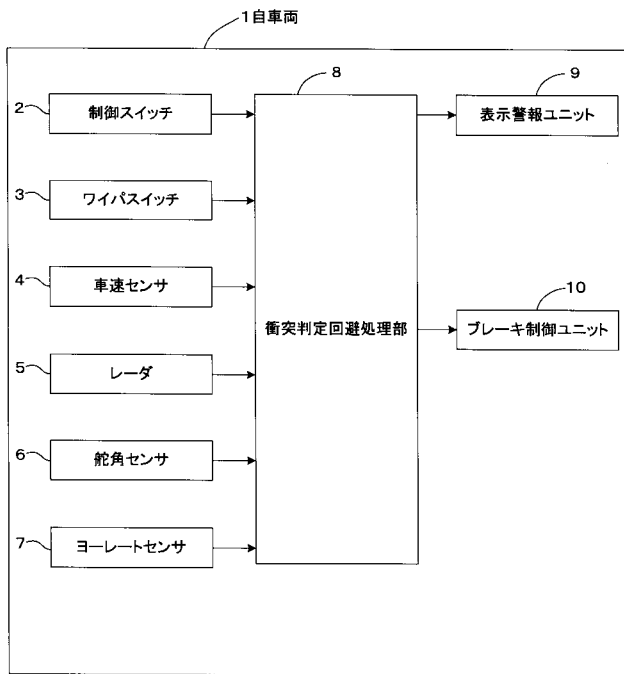 1自車両
8
9
2
制御スイッチ
表示警報ユニット
3
ワイパスイッチ
4
車速センサ
10
衝突判定回避処理部
ブレーキ制御ユニット
5
レーダ
6
舵角センサ
7
ヨーレートセンサ